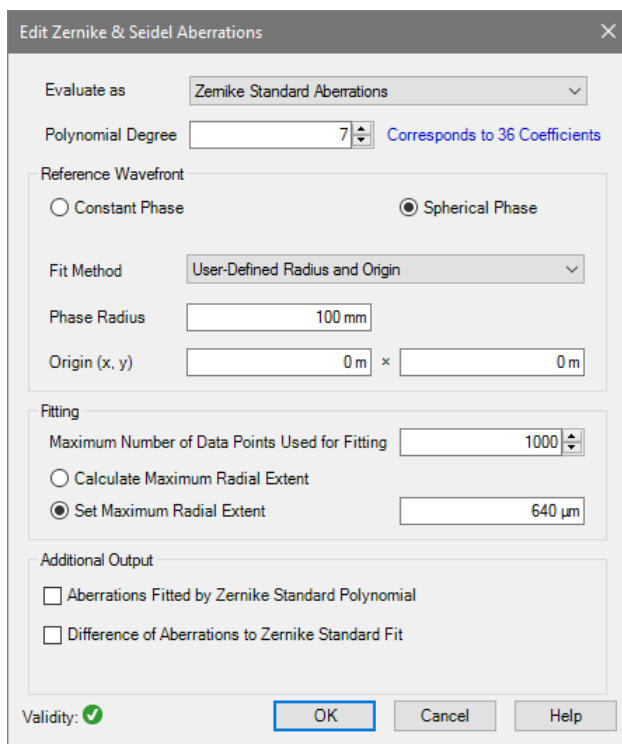 Edit Zernike & Seidel Aberrations
Evaluate as Zernike Standard Aberrations
Polynomial Degree 7 Corresponds to 36 Coefficients
Reference Wavefront
Constant Phase Spherical Phase
Fit Method User-Defined Radius and Origin
Phase Radius 100 mm
Origin (x, y) 0 m × 0 m
Fitting
Maximum Number of Data Points Used for Fitting 1000
Calculate Maximum Radial Extent
Set Maximum Radial Extent 640 µm
Additional Output
Aberrations Fitted by Zernike Standard Polynomial
Difference of Aberrations to Zernike Standard Fit
Validity: OK Cancel Help